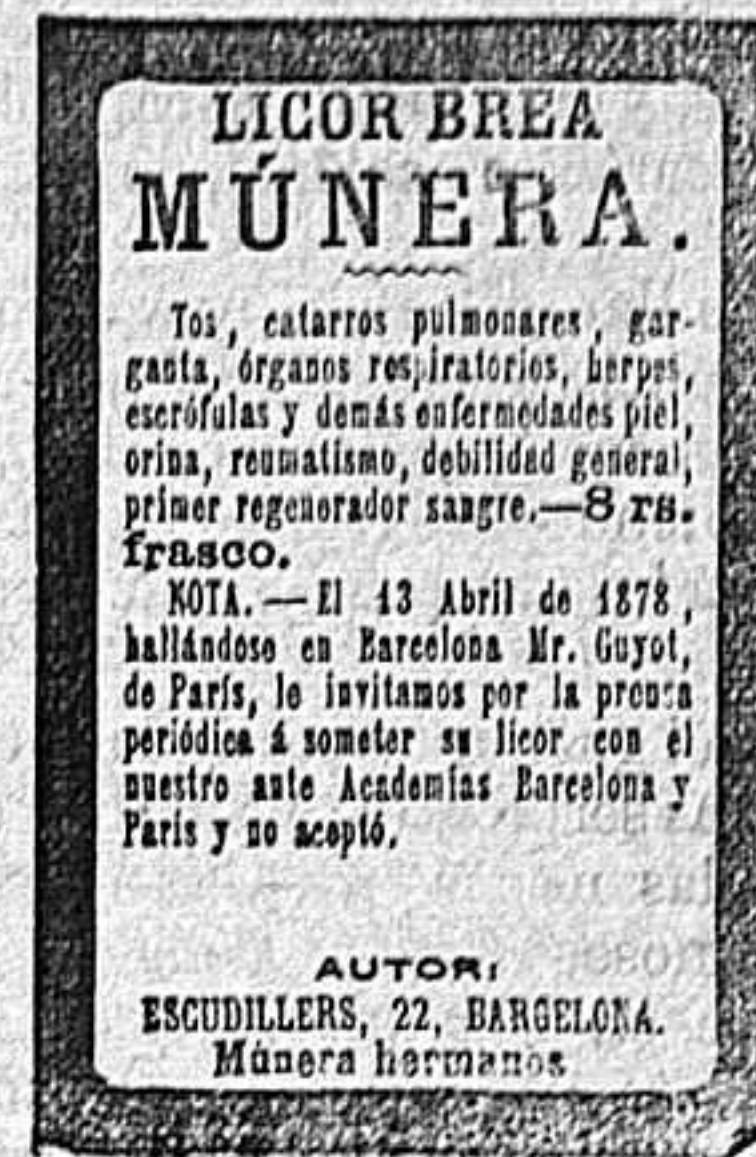 LICOR BREA
MÚNERA.
Tos, catarros pulmonares, gar-
ganta, órganos respiratorios, herpes,
escrófulas y demás enfermedades piel,
orina, reumatismo, debilidad general,
primer regenerador sangre.—8 rs.
frasco.
NOTA.—El 13 Abril de 1878,
hallándose en Barcelona Mr. Guyot,
de París, le invitamos por la prensa
periódica á someter su licor con el
nuestro ante Academias Barcelona y
París y no aceptó.
AUTOR:
ESCUDILLERS, 22, BARCELONA.
Múnera hermanos